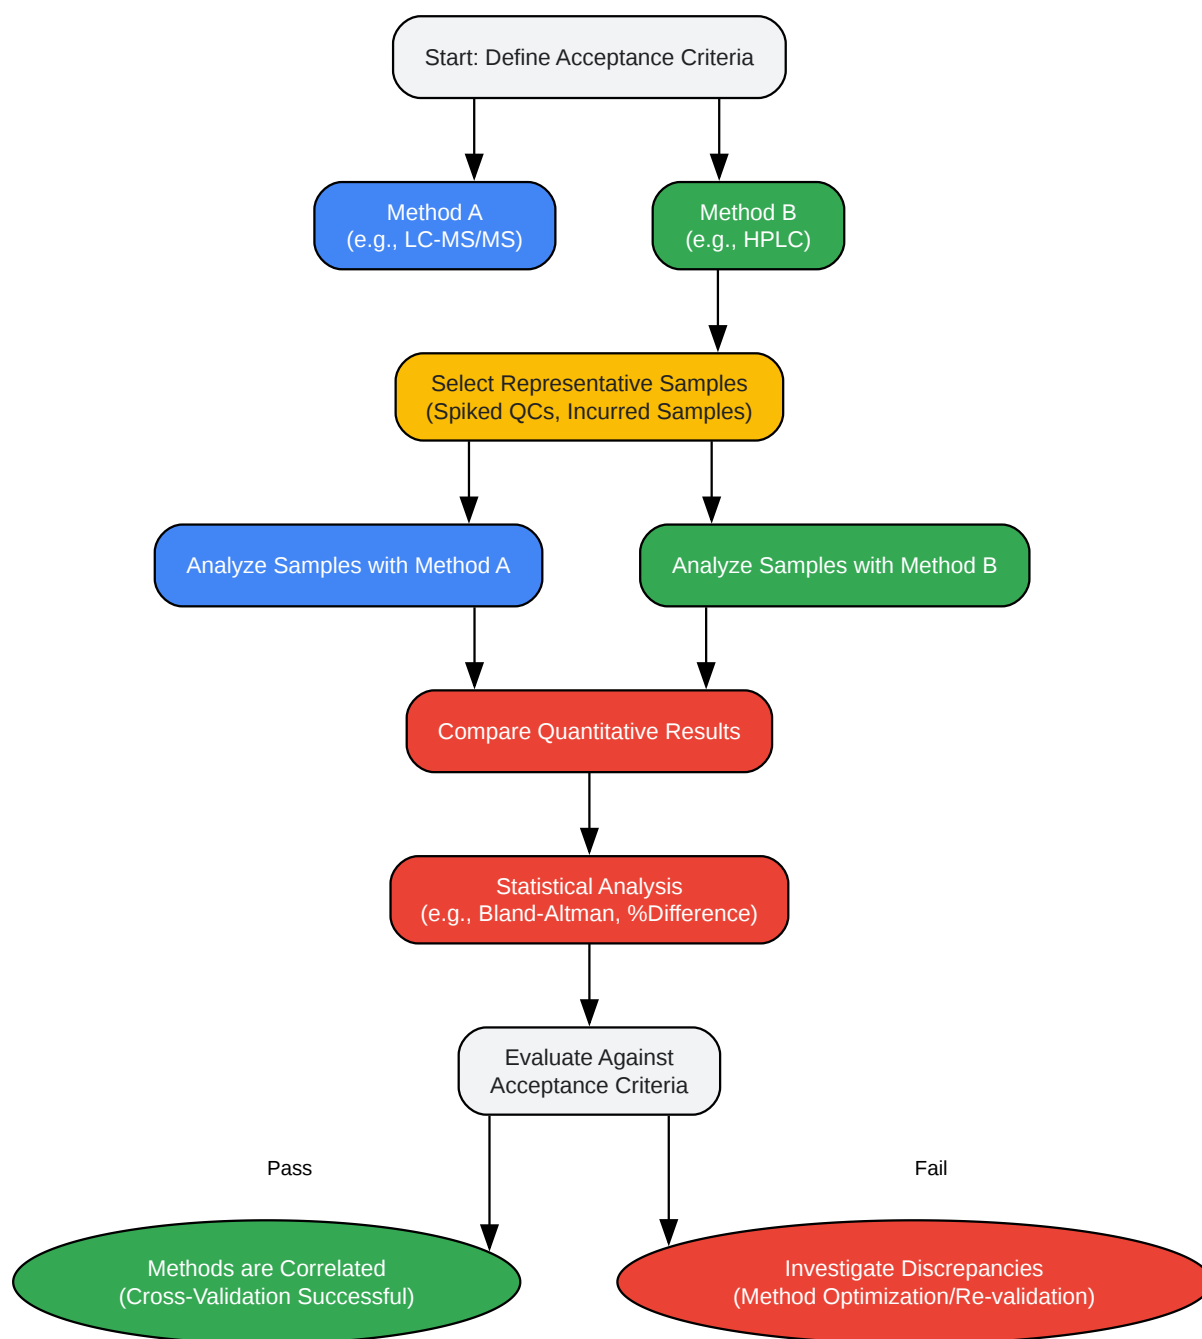 Start: Define Acceptance Criteria
Method A
(e.g., LC-MS/MS)
Method B
(e.g., HPLC)
Select Representative Samples
(Spiked QCs, Incurred Samples)
Analyze Samples with Method A
Analyze Samples with Method B
Compare Quantitative Results
Statistical Analysis
(e.g., Bland-Altman, %Difference)
Evaluate Against
Acceptance Criteria
Pass
Fail
Methods are Correlated
(Cross-Validation Successful)
Investigate Discrepancies
(Method Optimization/Re-validation)